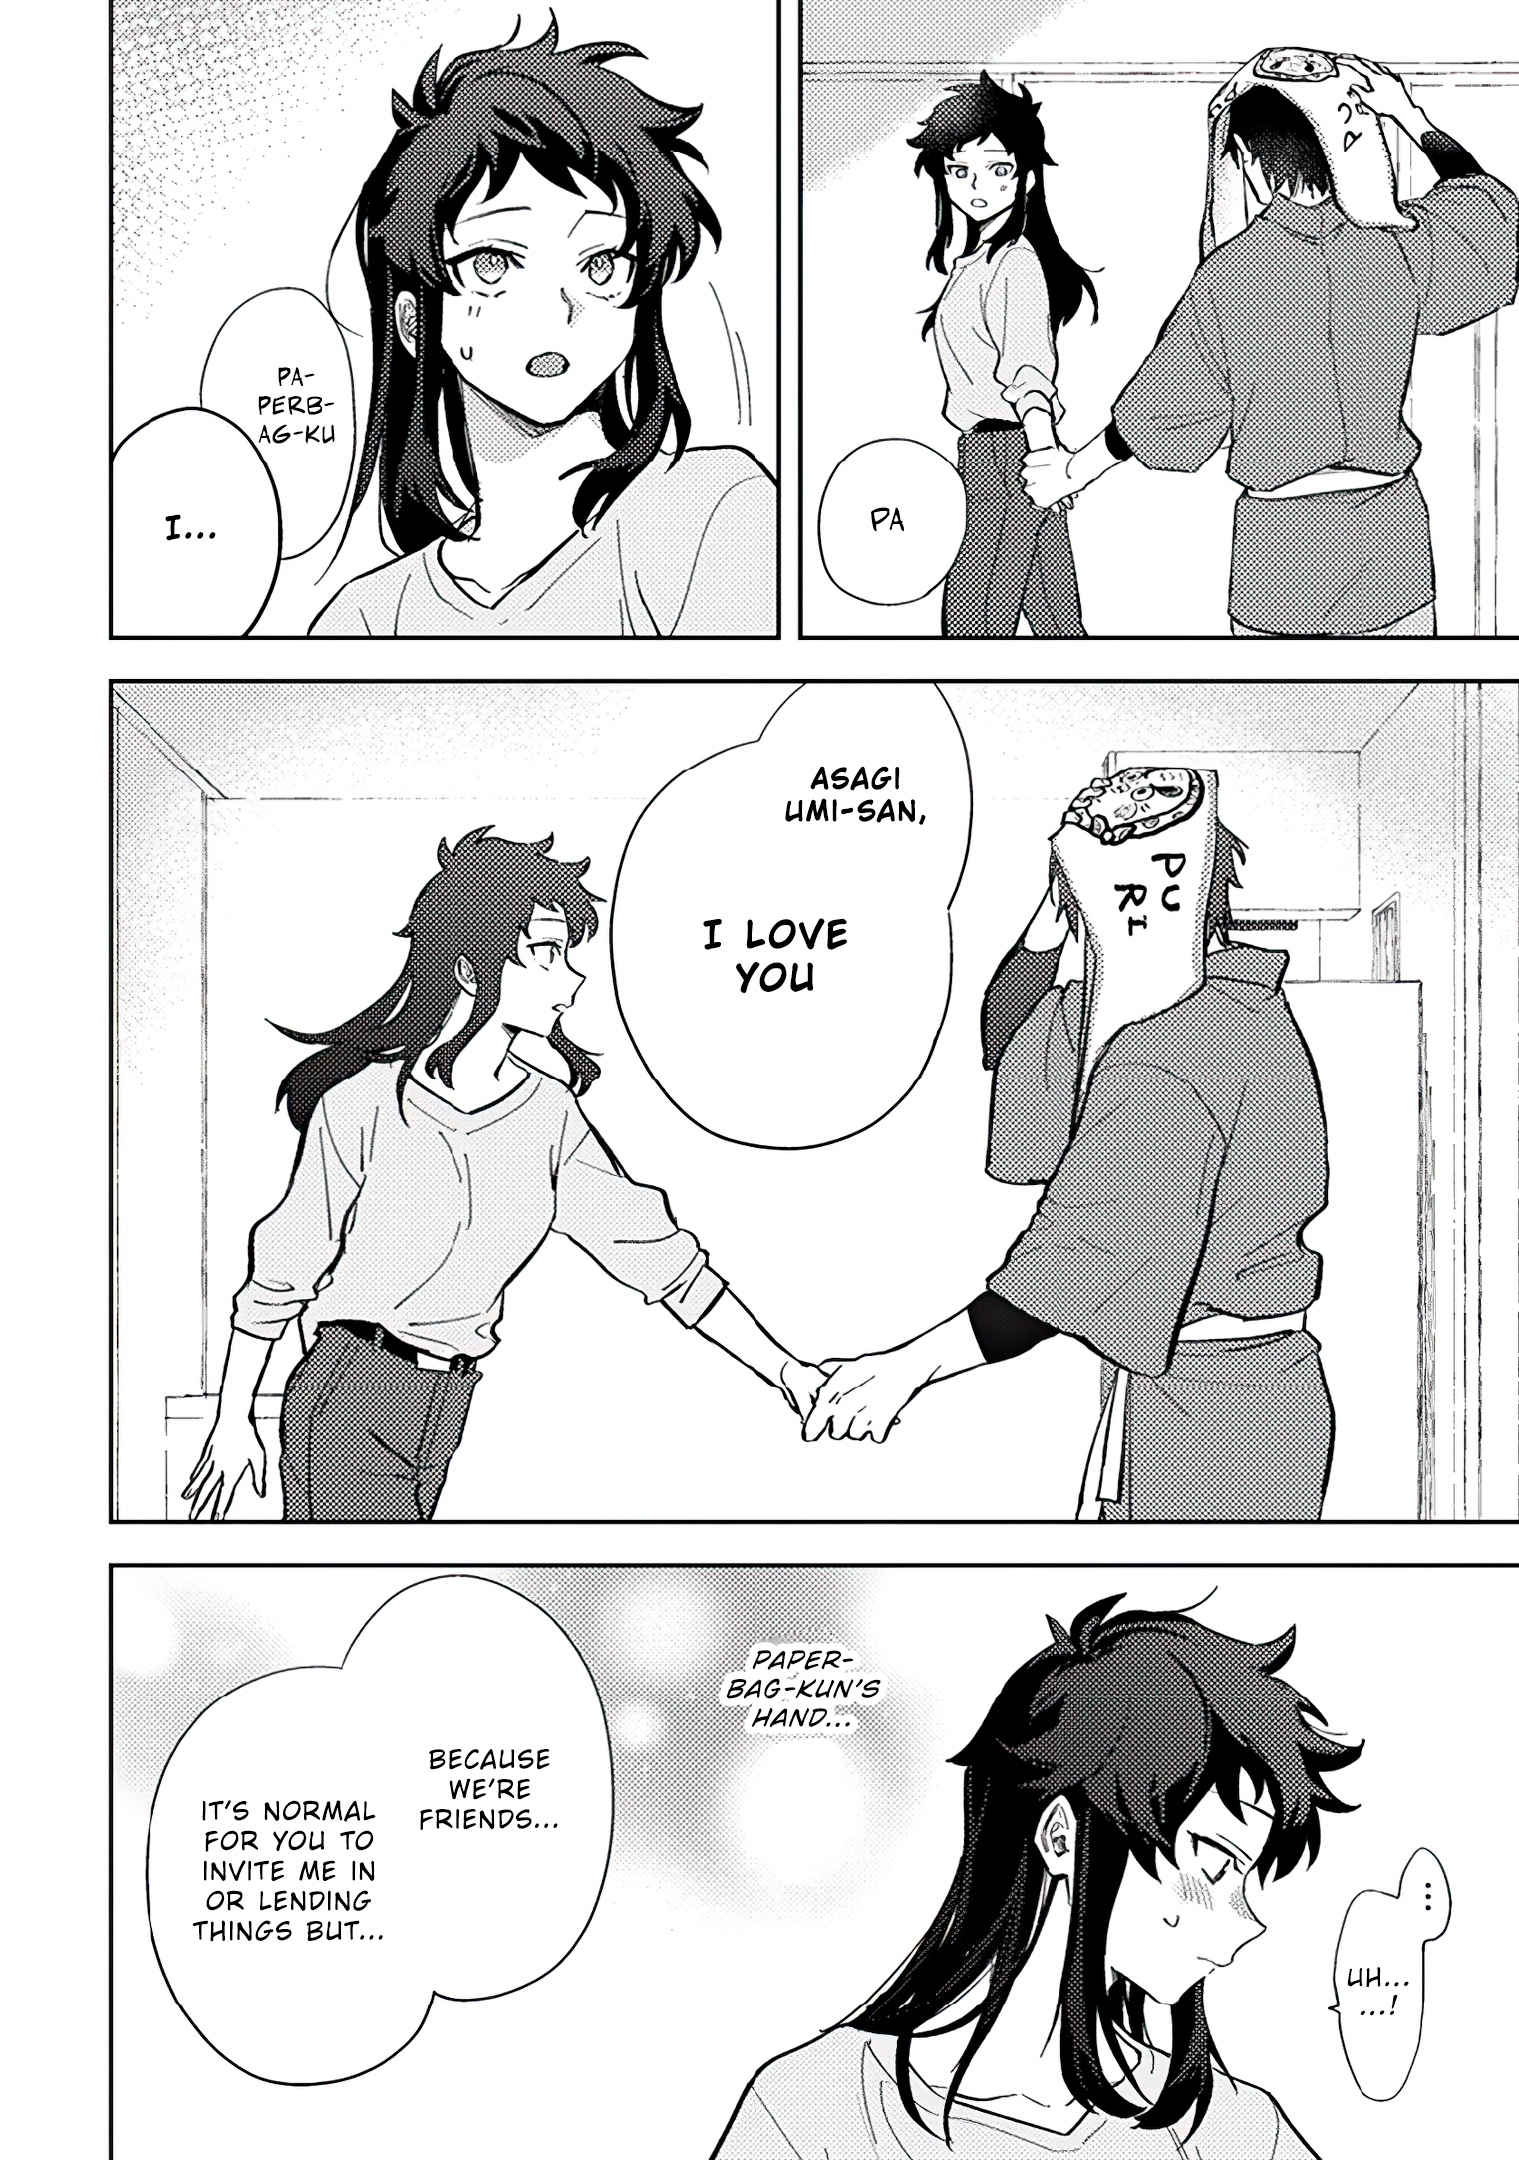 PA
PA-
PERB-
AG-KU
I...
ASAGI
UMI-SAN,
I LOVE
YOU
PU
RI
PAPER-
BAG-KUN'S
HAND...
...
UH...
...!
BECAUSE
WE'RE
FRIENDS...
IT'S NORMAL
FOR YOU TO
INVITE ME IN
OR LENDING
THINGS BUT...